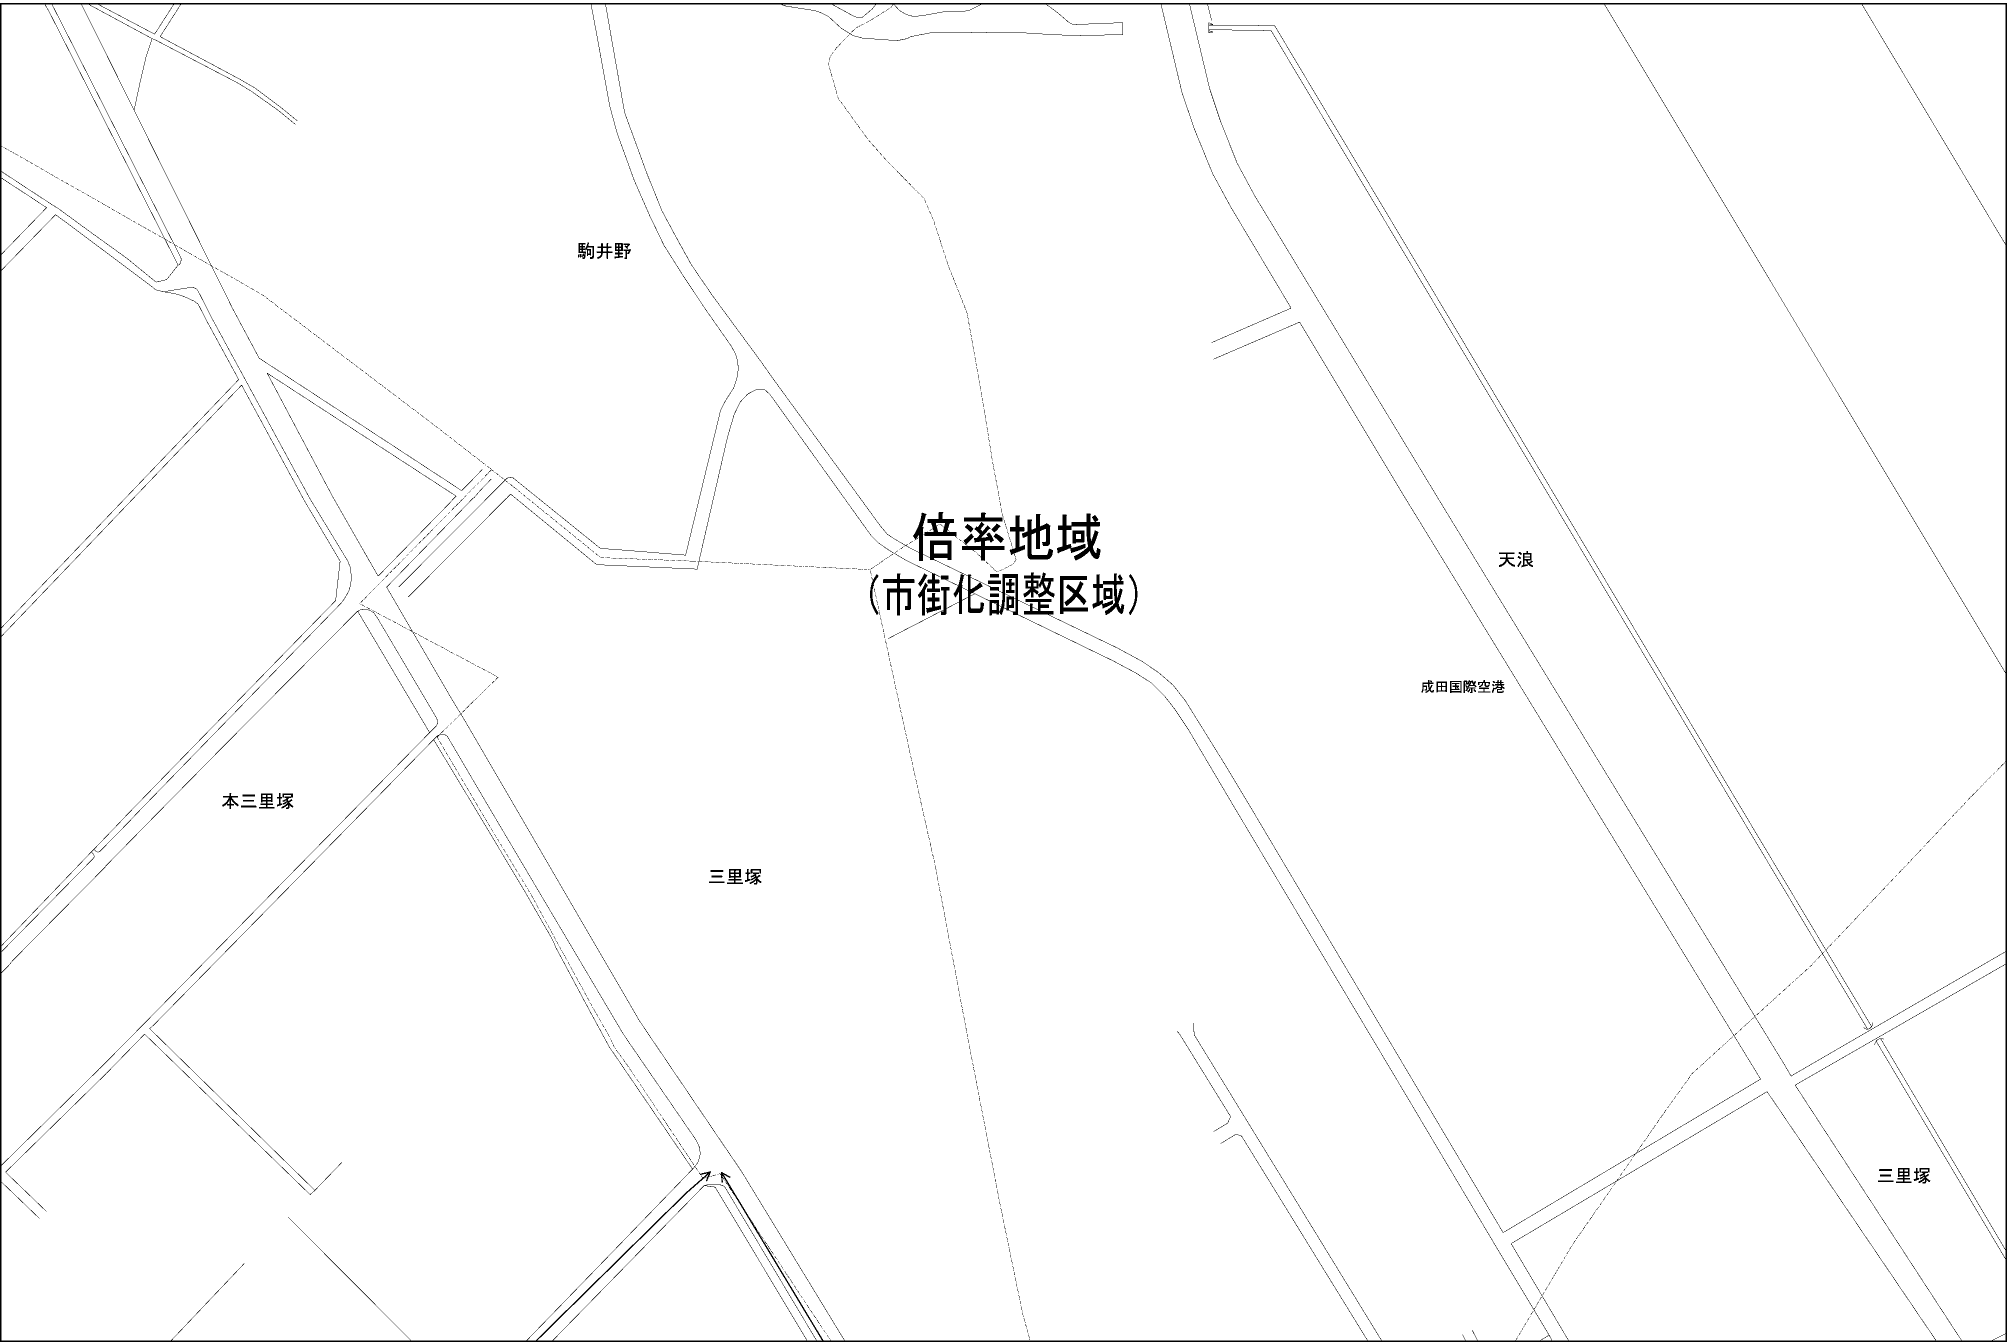 駒井野
倍率地域
（市街化調整区域）
天浪
成田国際空港
本三里塚
三里塚
三里塚